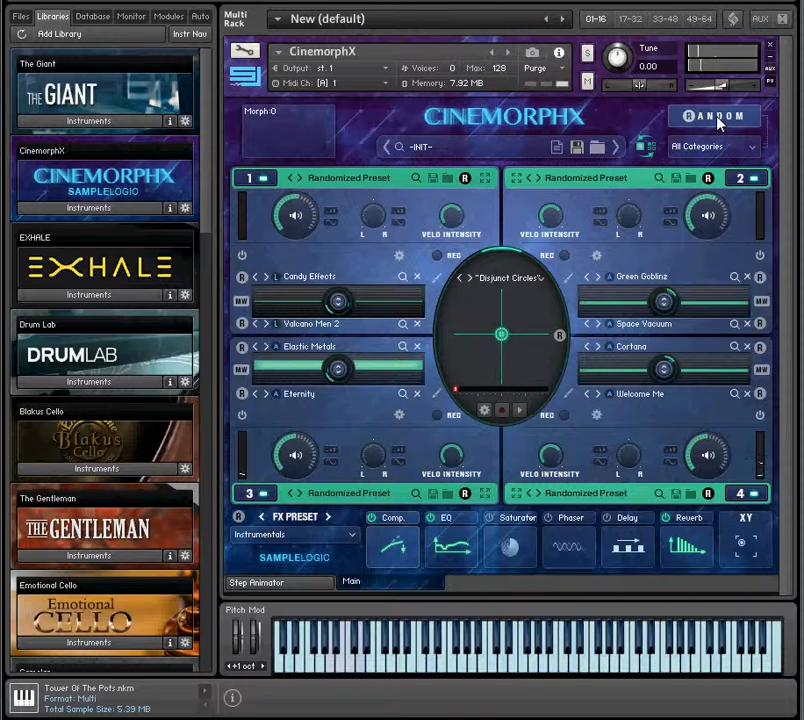 Files Libraries Database Monitor Modules Auto
Add Library Instr Nav
The Giant
THE GIANT
Instruments i
CinemorphX
CINEMORPHX
SAMPLELOGIC
Instruments i
EXHALE
EXHALE
Instruments i
Drum Lab
DRUMLAB
Instruments i
Blakus Cello
Blakus
Cello
Instruments i
The Gentleman
THE GENTLEMAN
Instruments i
Emotional Cello
Emotional
CELLO
Instruments i
Tower Of The Pots.nkm
Format: Multi
Total Sample Size: 5.39 MB
Multi
Rack
New (default)
01-16 17-32 33-48 49-64 AUX
CinemorphX
Output: st. 1 Voices: 0 Max: 128 Purge
Midi Ch: [A] 1 Memory: 7.92 MB
S
M
Tune
0.00
AUX
PV
Morph:0
CINEMORPHX
RANDOM
-INIT-
All Categories
1 Randomized Preset R
R Randomized Preset 2
L R VELO INTENSITY
VELO INTENSITY L R
REC
REC
R L Candy Effects
MW
R L Valcano Men 2
A Green Goblinz R
MW
A Space Vacuum R
"Disjunct Circles"
R
R A Elastic Metals
MW
R A Eternity
A Cortana R
MW
A Welcome Me R
REC
REC
L R VELO INTENSITY
VELO INTENSITY L R
3 Randomized Preset R
Randomized Preset R 4
R FX PRESET
Instrumentals
SAMPLELOGIC
Comp. EQ Saturator Phaser Delay Reverb XY
Step Animator Main
Pitch Mod
+1 oct